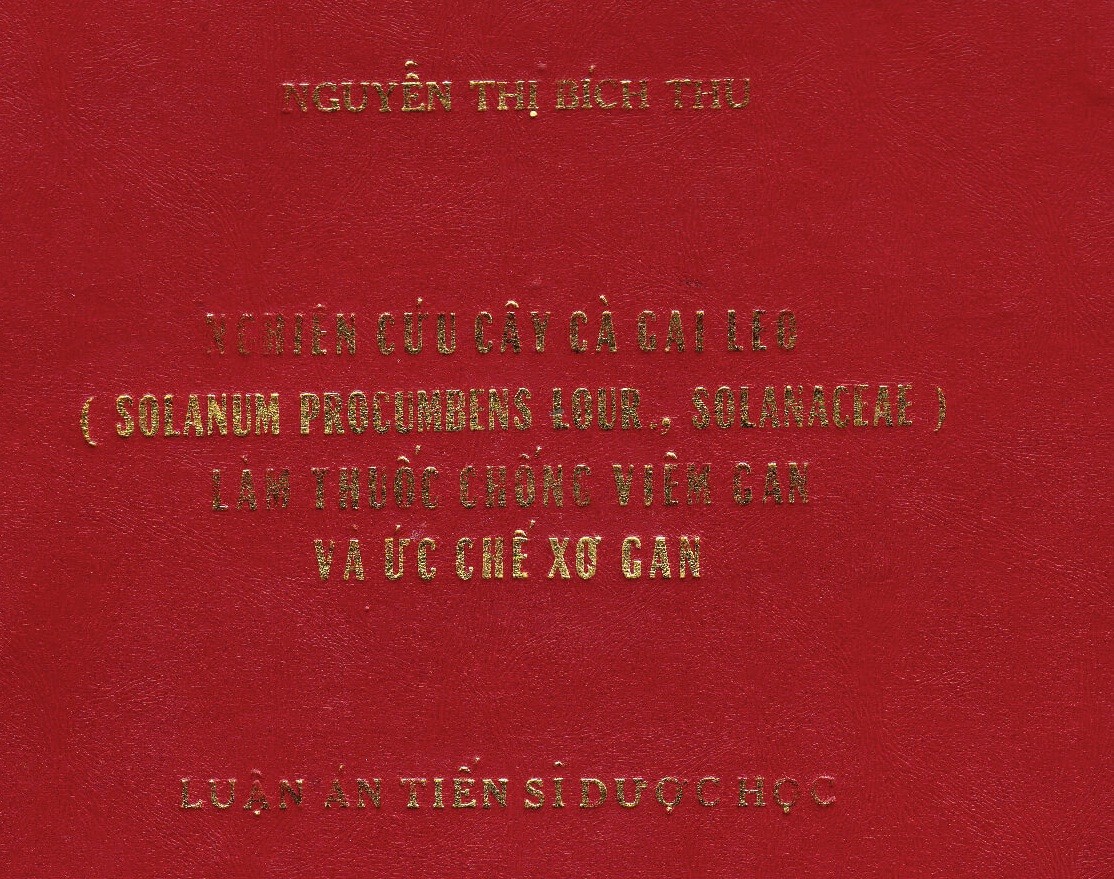 NGUYỄN THỊ BÍCH THU
NGHIÊN CỨU CÂY CÀ GAI LEO
( SOLANUM PROCUMBENS LOUR., SOLANACEAE )
LÀM THUỐC CHỐNG VIÊM GAN
VÀ ỨC CHẾ XƠ GAN
LUẬN ÁN TIẾN SĨ DƯỢC HỌC